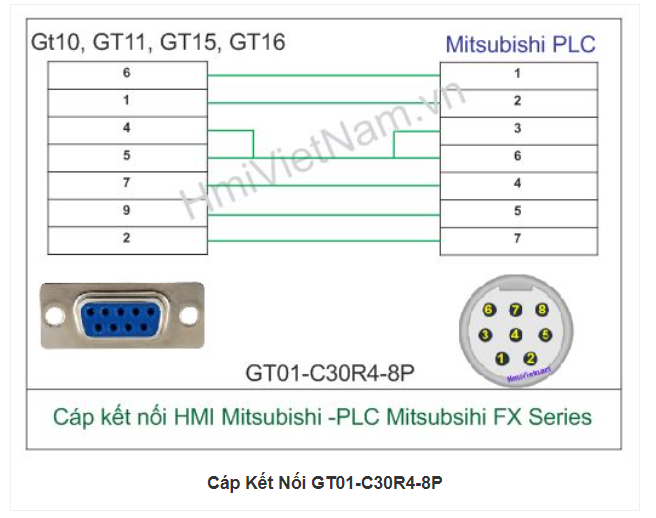 Gt10, GT11, GT15, GT16 Mitsubishi PLC
6 1
1 2
4 3
5 6
7 4
9 5
2 7
HmiVietNam.vn
6 7 8
3 4 5
1 2
HmiVietnam
GT01-C30R4-8P
Cáp kết nối HMI Mitsubishi -PLC Mitsubsihi FX Series
Cáp Kết Nối GT01-C30R4-8P